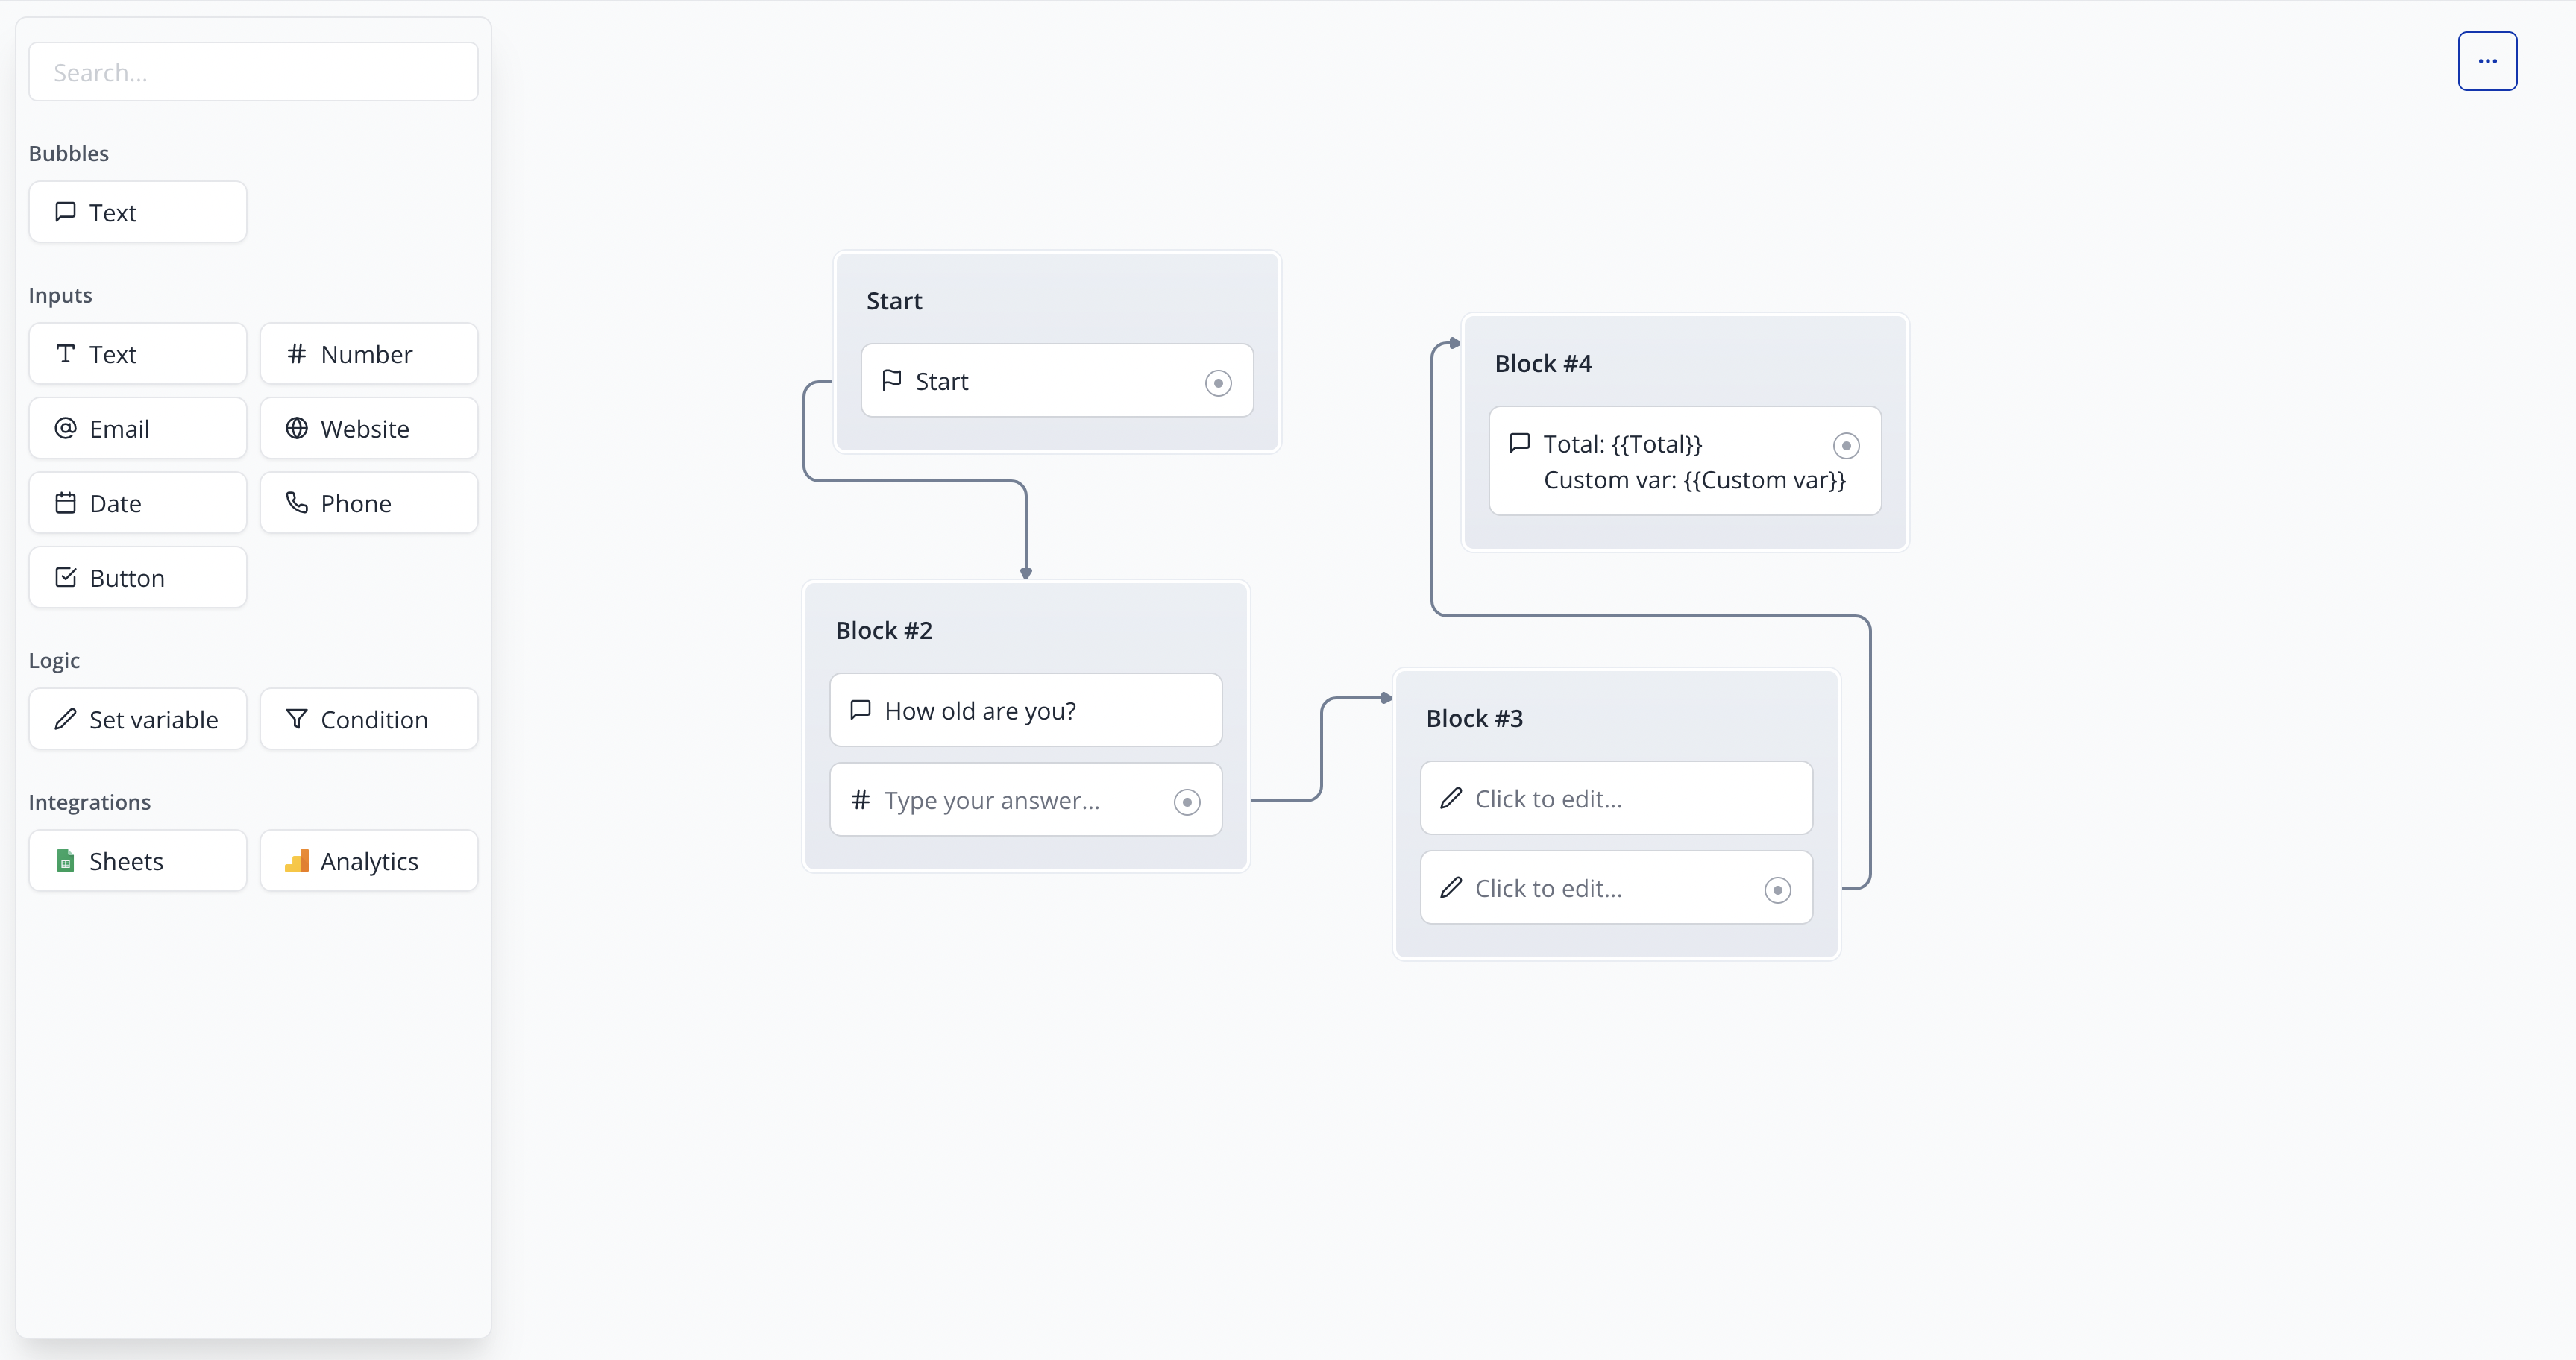 Search...
Bubbles
Text
Inputs
Text
Number
Email
Website
Date
Phone
Button
Logic
Set variable
Condition
Integrations
Sheets
Analytics
Start
Start
Block #2
How old are you?
Type your answer...
Block #3
Click to edit...
Click to edit...
Block #4
Total: {{Total}}
Custom var: {{Custom var}}